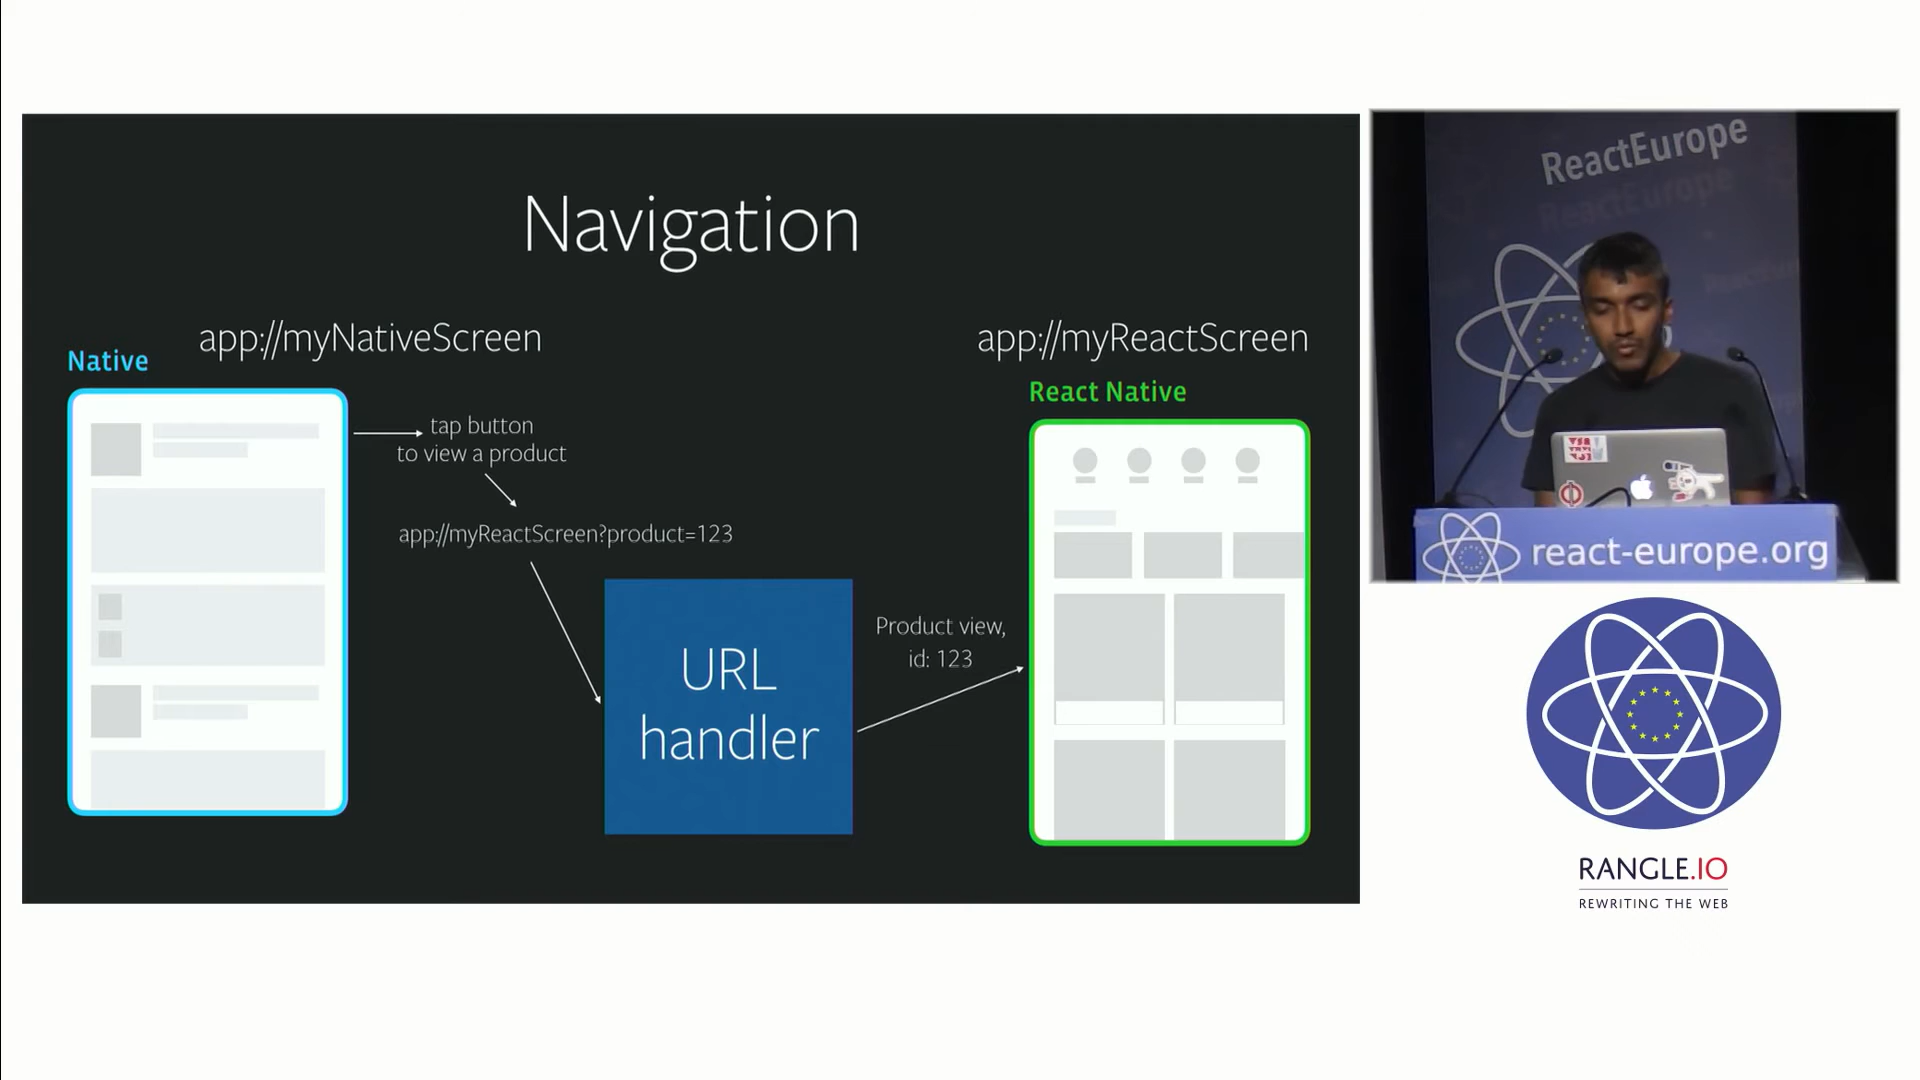 Navigation
app://myNativeScreen
Native
tap button
to view a product
app://myReactScreen?product=123
URL
handler
Product view,
id: 123
app://myReactScreen
React Native
ReactEurope
ReactEurope
react-europe.org
RANGLE.IO
REWRITING THE WEB